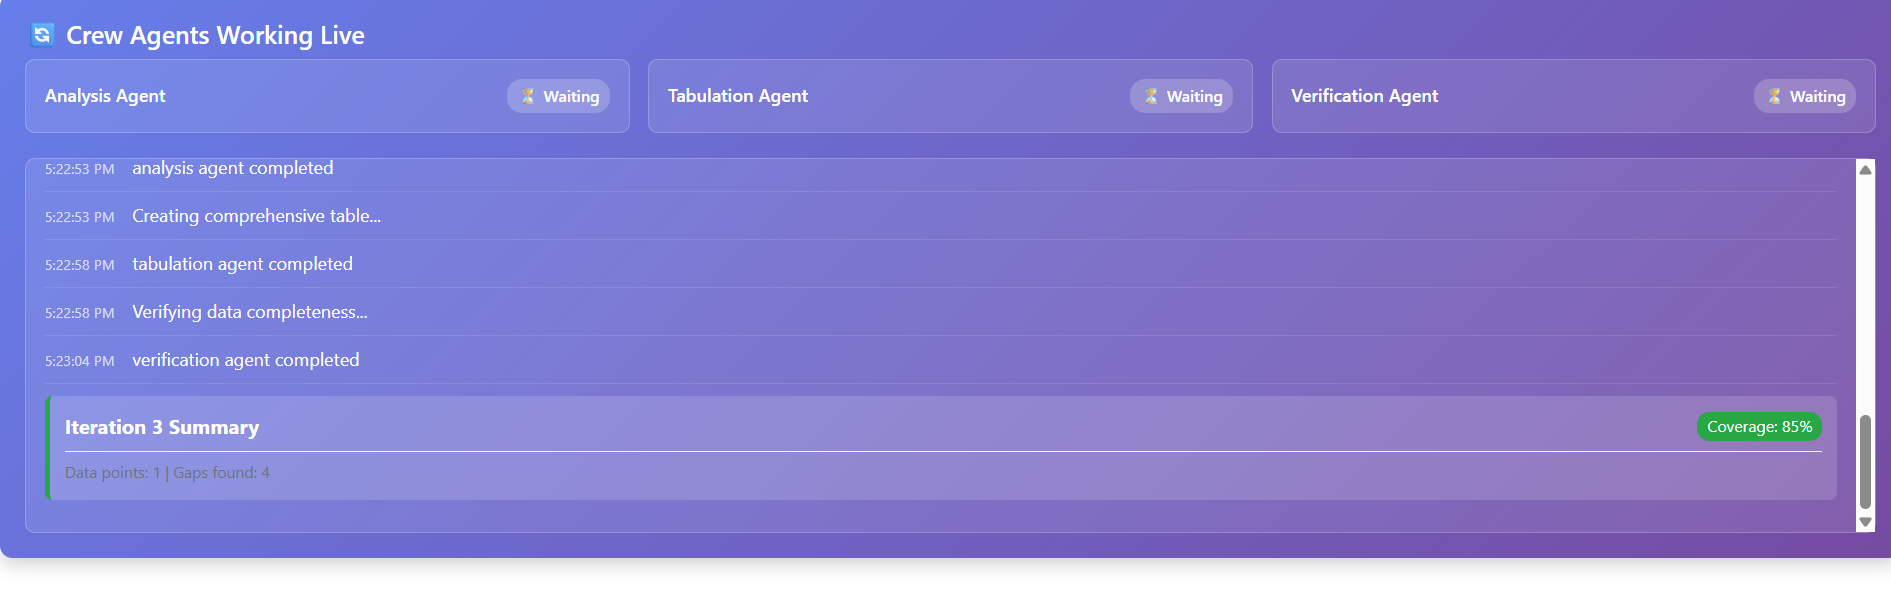 Crew Agents Working Live
Analysis Agent
Waiting
Tabulation Agent
Waiting
Verification Agent
Waiting
5:22:53 PM analysis agent completed
5:22:53 PM Creating comprehensive table...
5:22:58 PM tabulation agent completed
5:22:58 PM Verifying data completeness...
5:23:04 PM verification agent completed
Iteration 3 Summary
Coverage: 85%
Data points: 1 | Gaps found: 4